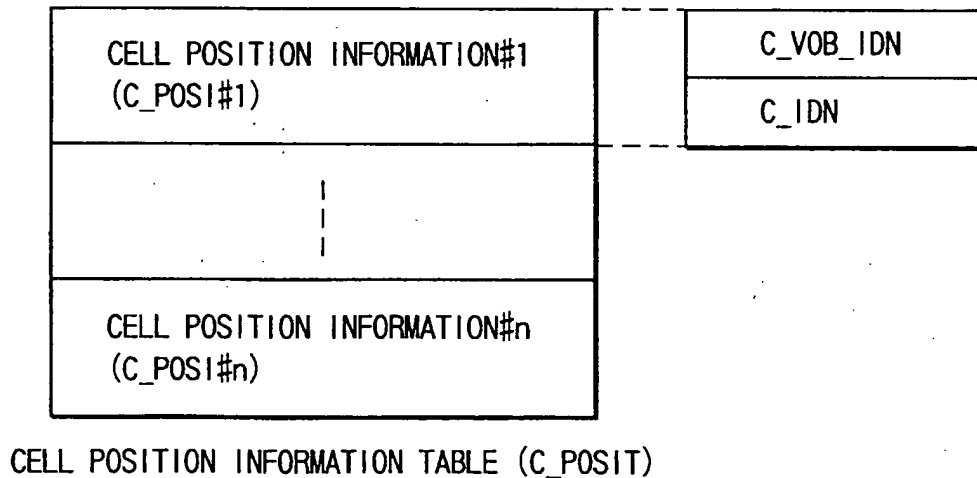 CELL POSITION INFORMATION#1
(C_POSI#1)
C_VOB_IDN
C_IDN
CELL POSITION INFORMATION#n
(C_POSI#n)
CELL POSITION INFORMATION TABLE (C_POSIT)